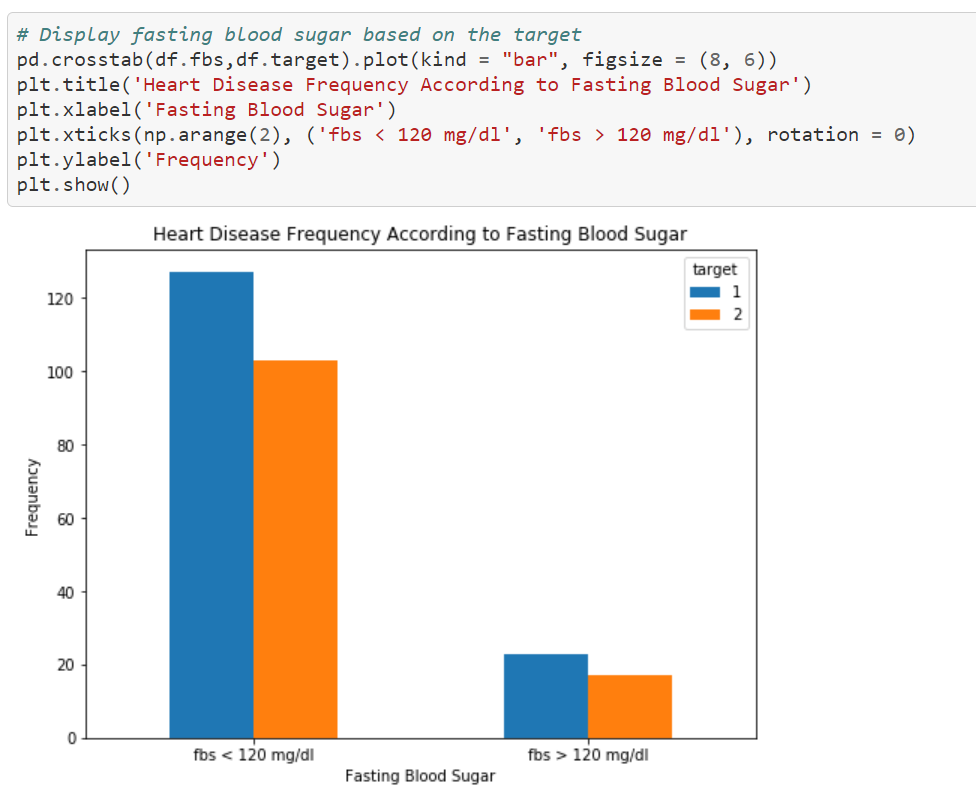 # Display fasting blood sugar based on the target
pd.crosstab(df.fbs,df.target).plot(kind = "bar", figsize = (8, 6))
plt.title('Heart Disease Frequency According to Fasting Blood Sugar')
plt.xlabel('Fasting Blood Sugar')
plt.xticks(np.arange(2), ('fbs < 120 mg/dl', 'fbs > 120 mg/dl'), rotation = 0)
plt.ylabel('Frequency')
plt.show()
Heart Disease Frequency According to Fasting Blood Sugar
target
1
2
120
100
80
60
40
20
0
Frequency
fbs < 120 mg/dl
fbs > 120 mg/dl
Fasting Blood Sugar